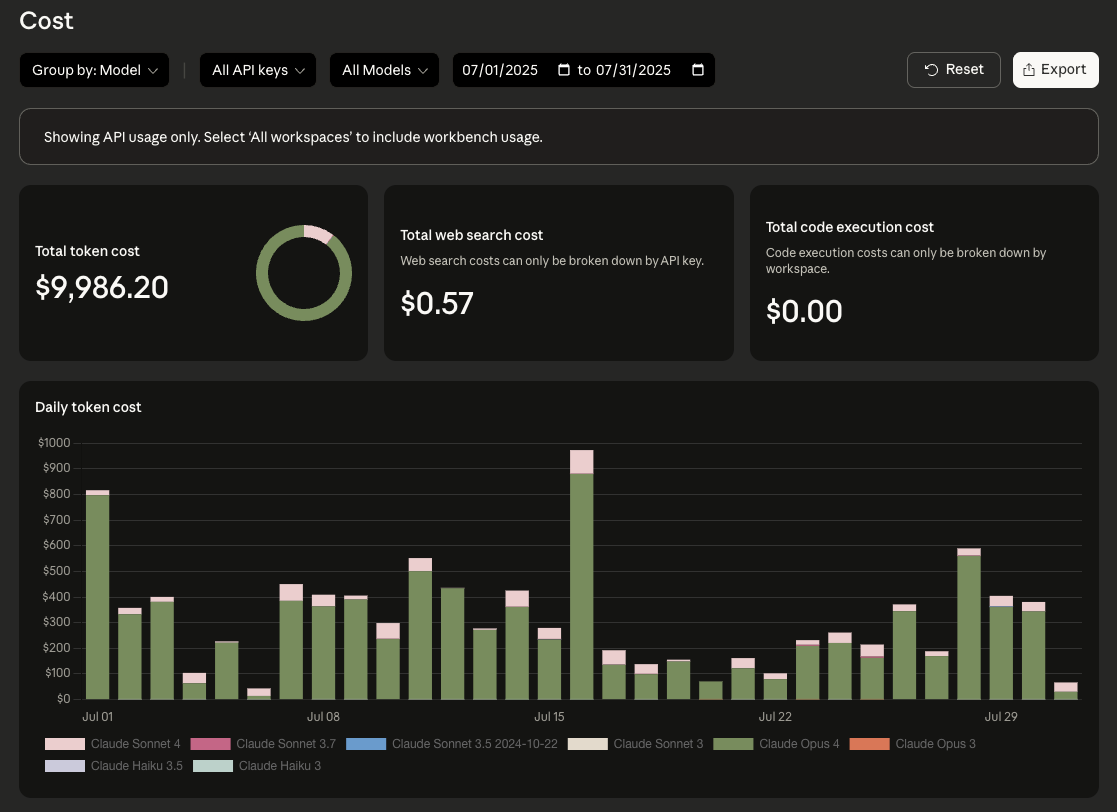 Cost
Group by: Model
All API keys
All Models
07/01/2025 to 07/31/2025
Reset
Export
Showing API usage only. Select ‘All workspaces’ to include workbench usage.
Total token cost
$9,986.20
Total web search cost
Web search costs can only be broken down by API key.
$0.57
Total code execution cost
Code execution costs can only be broken down by
workspace.
$0.00
Daily token cost
$1000
$900
$800
$700
$600
$500
$400
$300
$200
$100
$0
Jul 01 Jul 08 Jul 15 Jul 22 Jul 29
Claude Sonnet 4 Claude Sonnet 3.7 Claude Sonnet 3.5 2024-10-22 Claude Sonnet 3 Claude Opus 4 Claude Opus 3
Claude Haiku 3.5 Claude Haiku 3